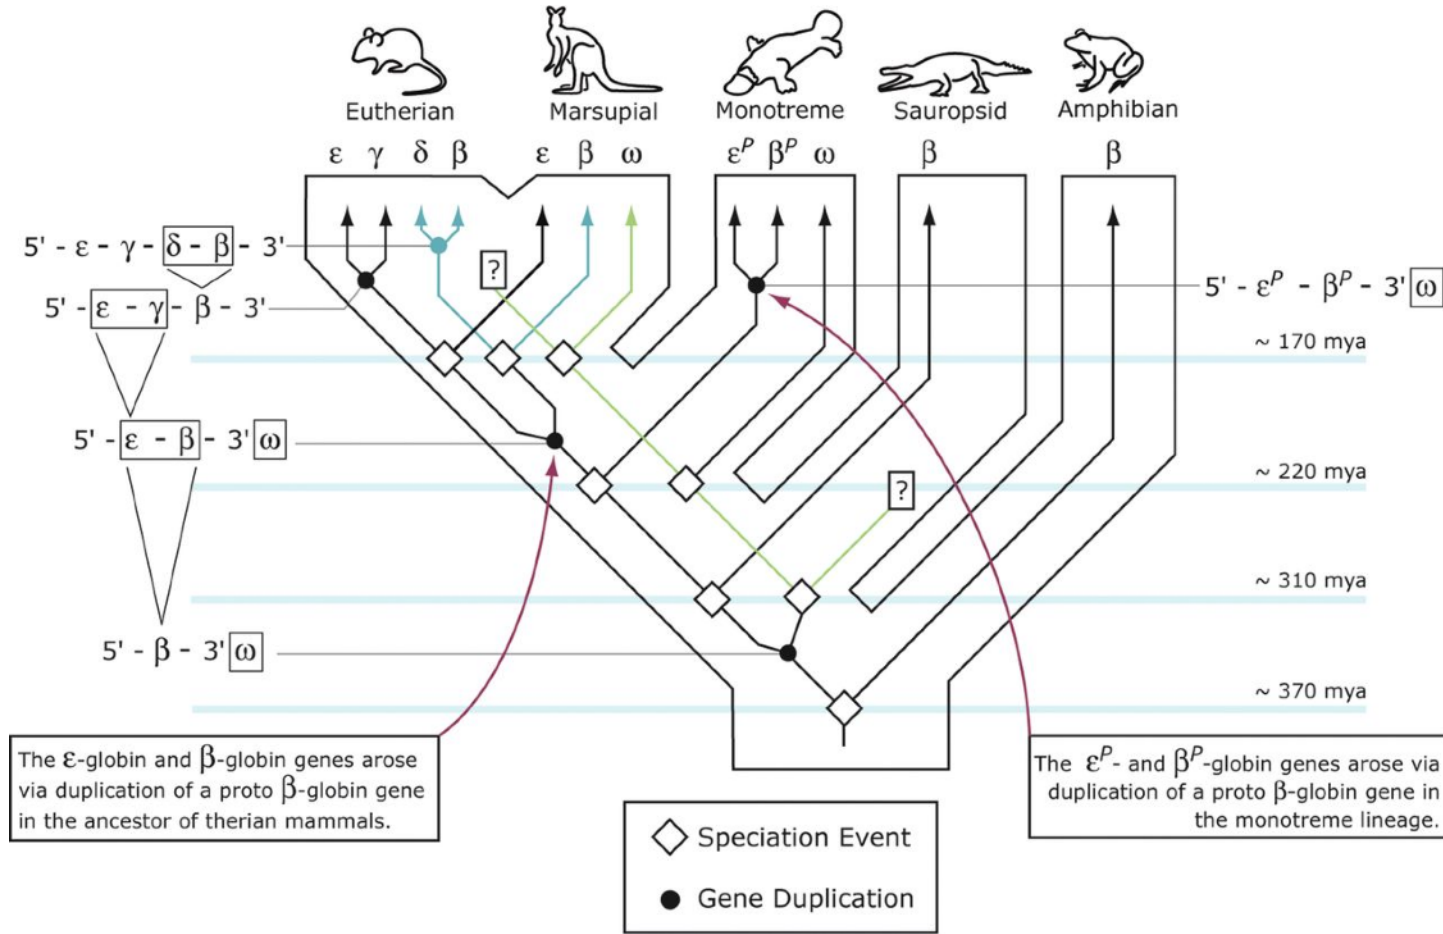 Eutherian Marsupial Monotreme Sauropsid Amphibian
ε γ δ β ε β ω εᴾ βᴾ ω β β
5' - ε - γ - δ - β - 3'
?
5' - ε - γ - β - 3'
5' - εᴾ - βᴾ - 3' ω
~ 170 mya
5' - ε - β - 3' ω
~ 220 mya
?
~ 310 mya
5' - β - 3' ω
~ 370 mya
The ε-globin and β-globin genes arose
via duplication of a proto β-globin gene
in the ancestor of therian mammals.
The εᴾ- and βᴾ-globin genes arose via
duplication of a proto β-globin gene in
the monotreme lineage.
Speciation Event
Gene Duplication